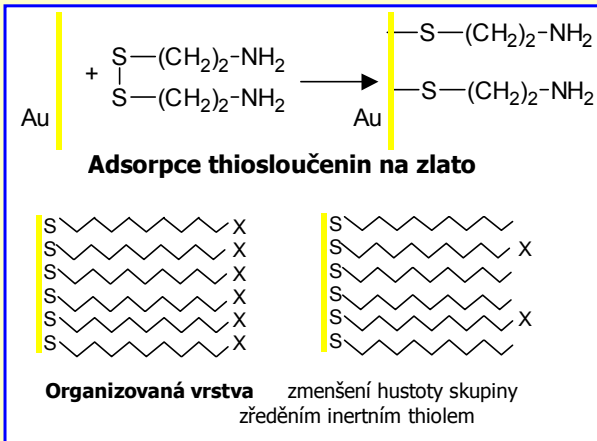 S—(CH2)2-NH2
+ S—(CH2)2–NH2
S—(CH2)2–NH2
S—(CH2)2-NH2
Au
Au
Adsorpce thiosloučenin na zlato
S X S
S X S X
S X S
S X S
S X S X
S X S
Organizovaná vrstva zmenšení hustoty skupiny
zředěním inertním thiolem